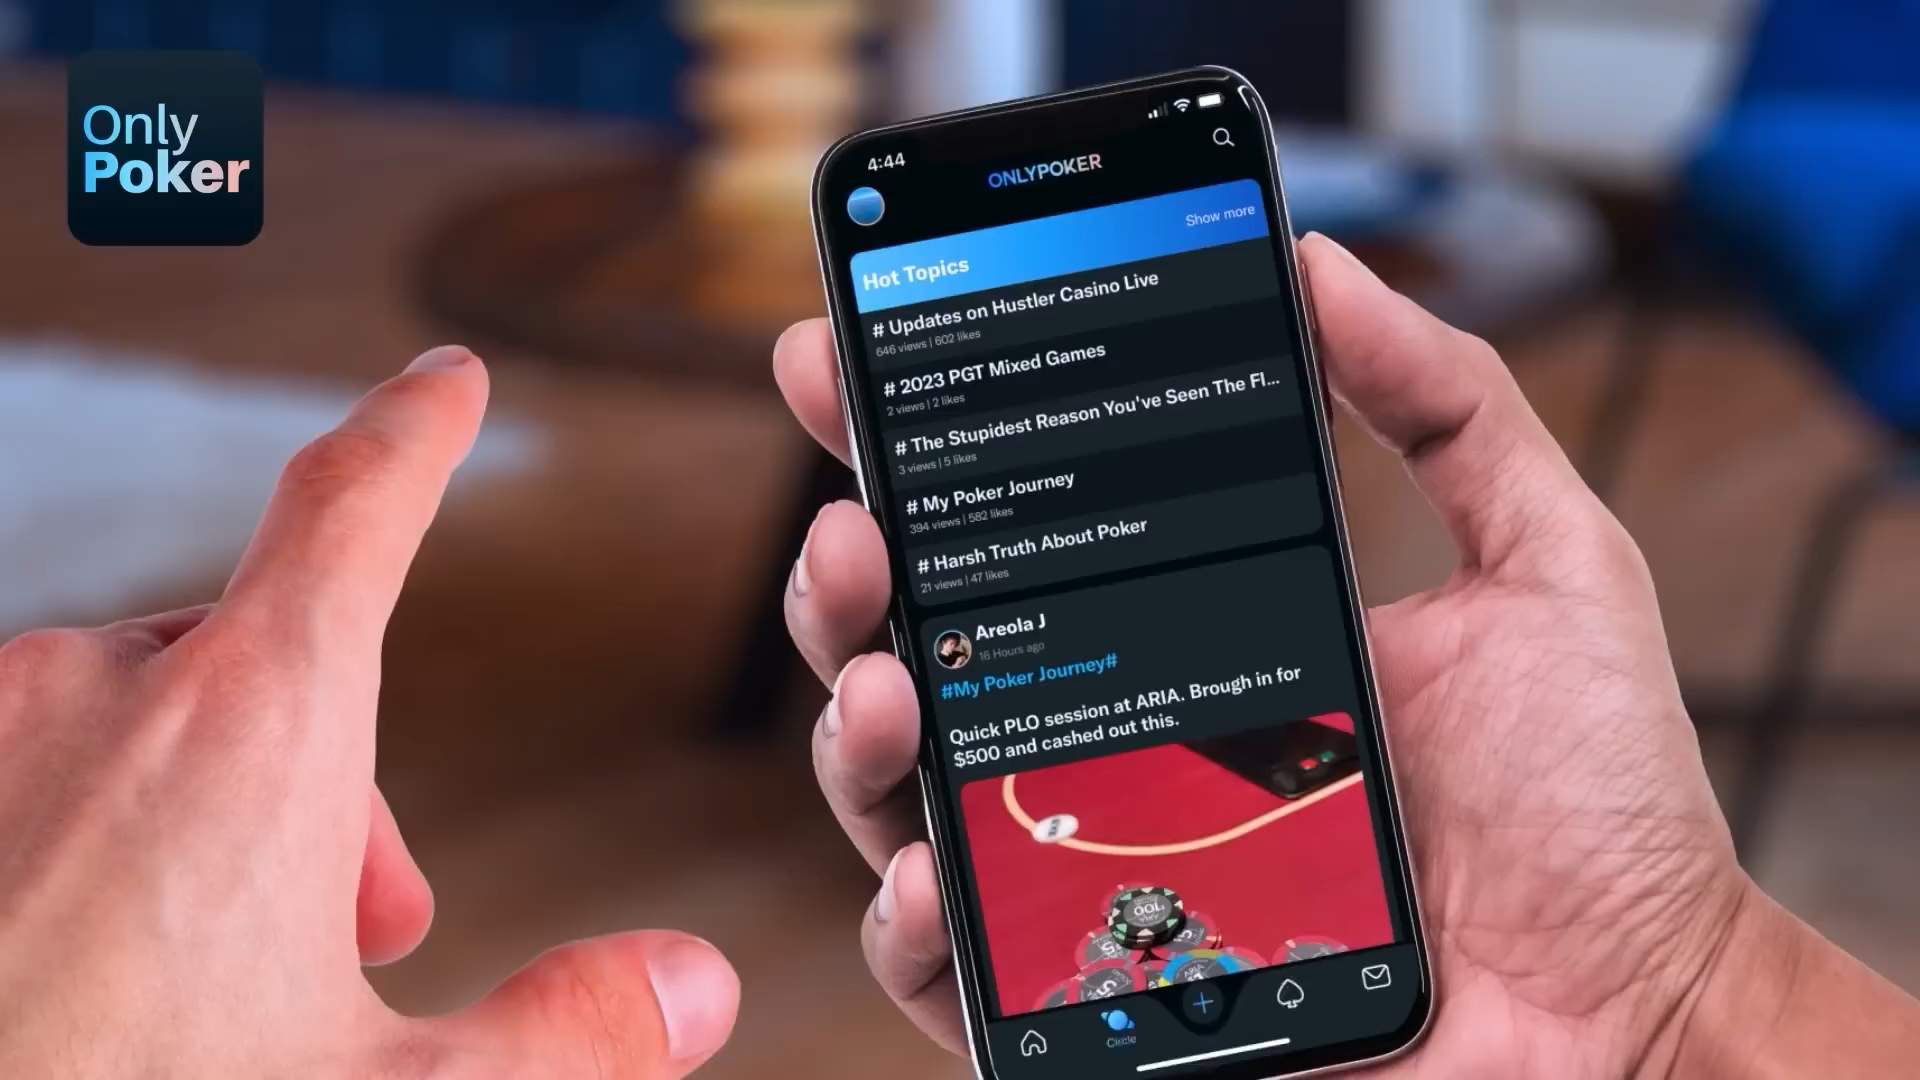 Only
Poker
4:44
ONLYPOKER
Show more
Hot Topics
# Updates on Hustler Casino Live
646 views | 602 likes
# 2023 PGT Mixed Games
2 views | 2 likes
# The Stupidest Reason You've Seen The Fl...
3 views | 5 likes
# My Poker Journey
394 views | 582 likes
# Harsh Truth About Poker
21 views | 47 likes
Areola J
16 Hours ago
#My Poker Journey#
Quick PLO session at ARIA. Brough in for
$500 and cashed out this.
100
ARIA
Circle